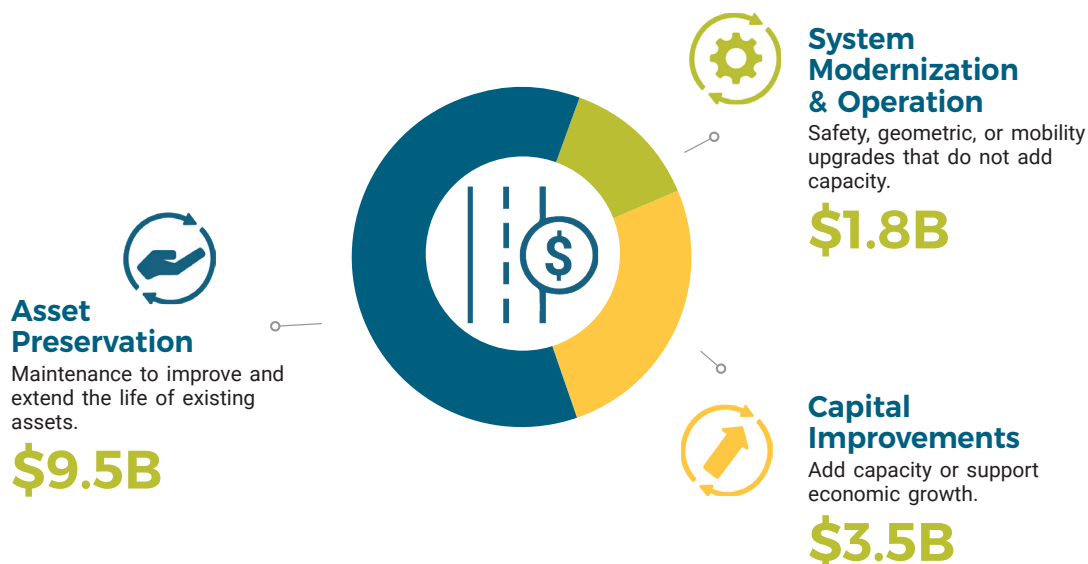 System
Modernization
& Operation
Safety, geometric, or mobility
upgrades that do not add
capacity.
$1.8B
$
Asset
Preservation
Maintenance to improve and
extend the life of existing
assets.
$9.5B
Capital
Improvements
Add capacity or support
economic growth.
$3.5B